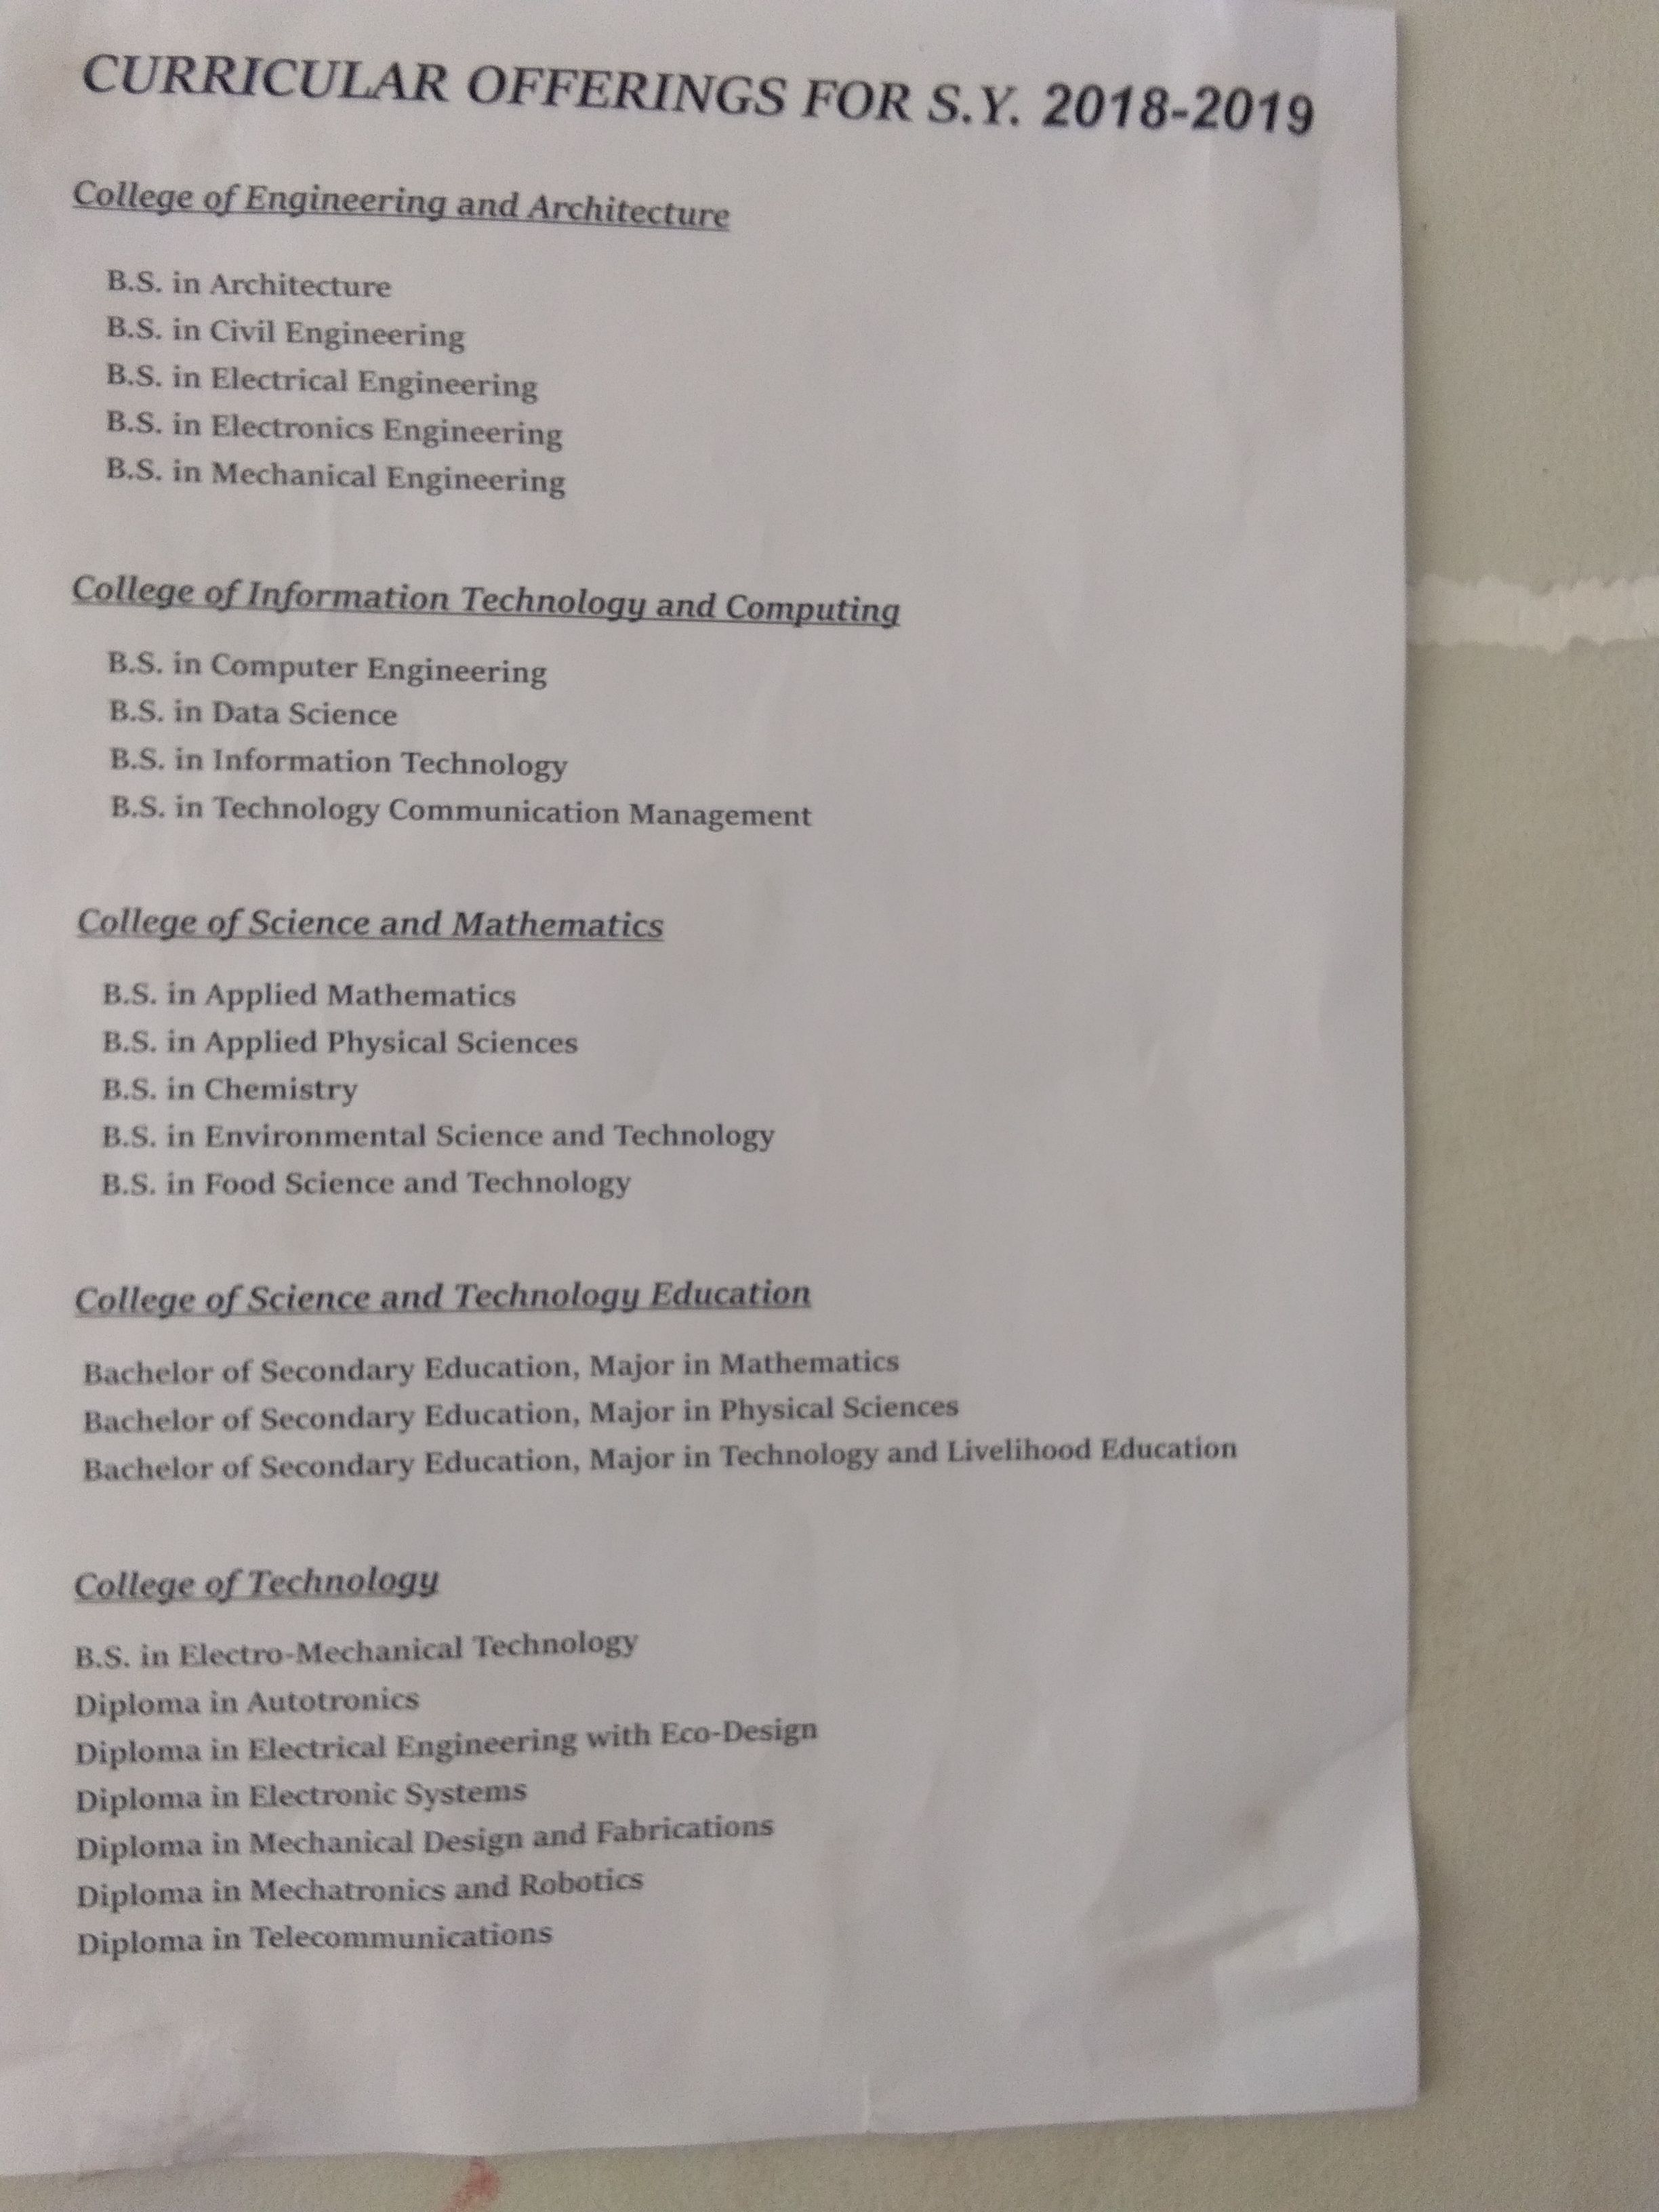 CURRICULAR OFFERINGS FOR S.Y. 2018-2019
College of Engineering and Architecture
B.S. in Architecture
B.S. in Civil Engineering
B.S. in Electrical Engineering
B.S. in Electronics Engineering
B.S. in Mechanical Engineering
College of Information Technology and Computing
B.S. in Computer Engineering
B.S. in Data Science
B.S. in Information Technology
B.S. in Technology Communication Management
College of Science and Mathematics
B.S. in Applied Mathematics
B.S. in Applied Physical Sciences
B.S. in Chemistry
B.S. in Environmental Science and Technology
B.S. in Food Science and Technology
College of Science and Technology Education
Bachelor of Secondary Education, Major in Mathematics
Bachelor of Secondary Education, Major in Physical Sciences
Bachelor of Secondary Education, Major in Technology and Livelihood Education
College of Technology
B.S. in Electro-Mechanical Technology
Diploma in Autotronics
Diploma in Electrical Engineering with Eco-Design
Diploma in Electronic Systems
Diploma in Mechanical Design and Fabrications
Diploma in Mechatronics and Robotics
Diploma in Telecommunications